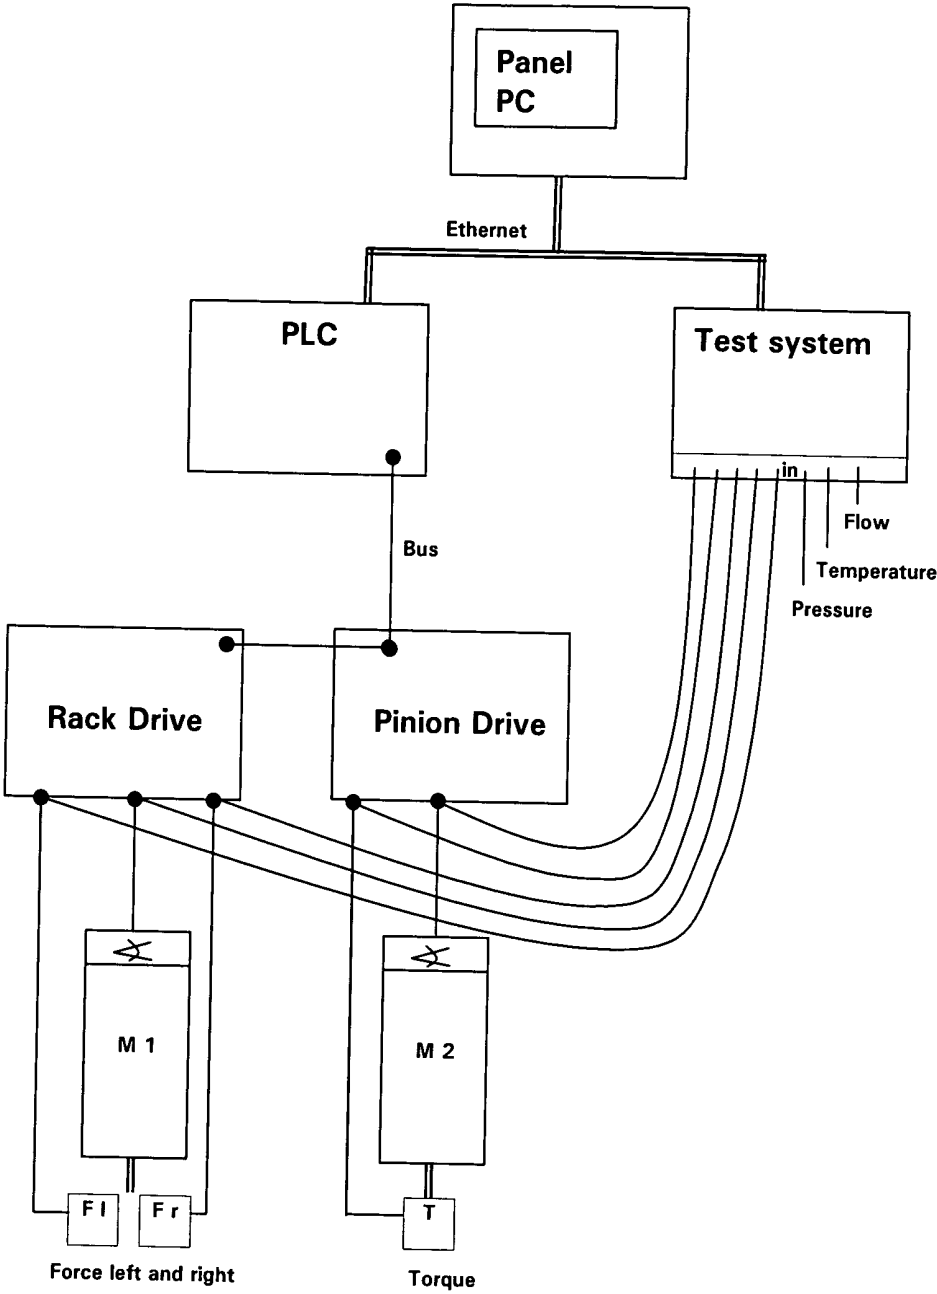 Panel
PC
Ethernet
PLC
Test system
in
Flow
Bus
Temperature
Pressure
Rack Drive
Pinion Drive
M 1
M 2
F l
F r
T
Force left and right
Torque